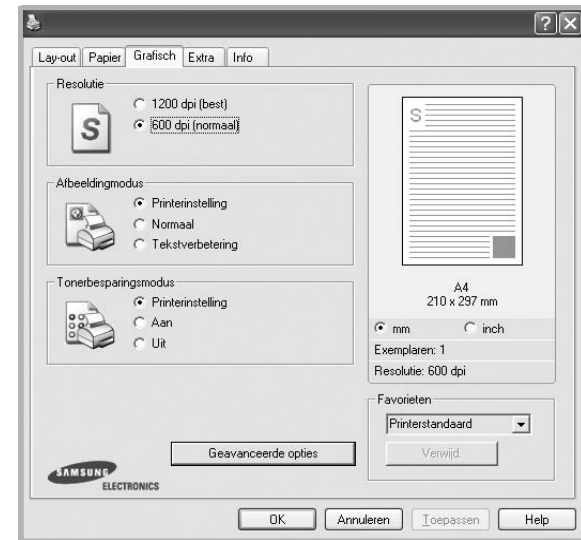 Lay-out Papier Grafisch Extra Info
Resolutie
1200 dpi (best)
600 dpi (normaal)
S
Afbeeldingmodus
Printerinstelling
Normaal
Tekstverbetering
Tonerbesparingsmodus
Printerinstelling
Aan
Uit
S
A4
210 x 297 mm
mm inch
Exemplaren: 1
Resolutie: 600 dpi
Favorieten
Printerstandaard
Verwijd.
Geavanceerde opties
SAMSUNG
ELECTRONICS
OK Annuleren Toepassen Help